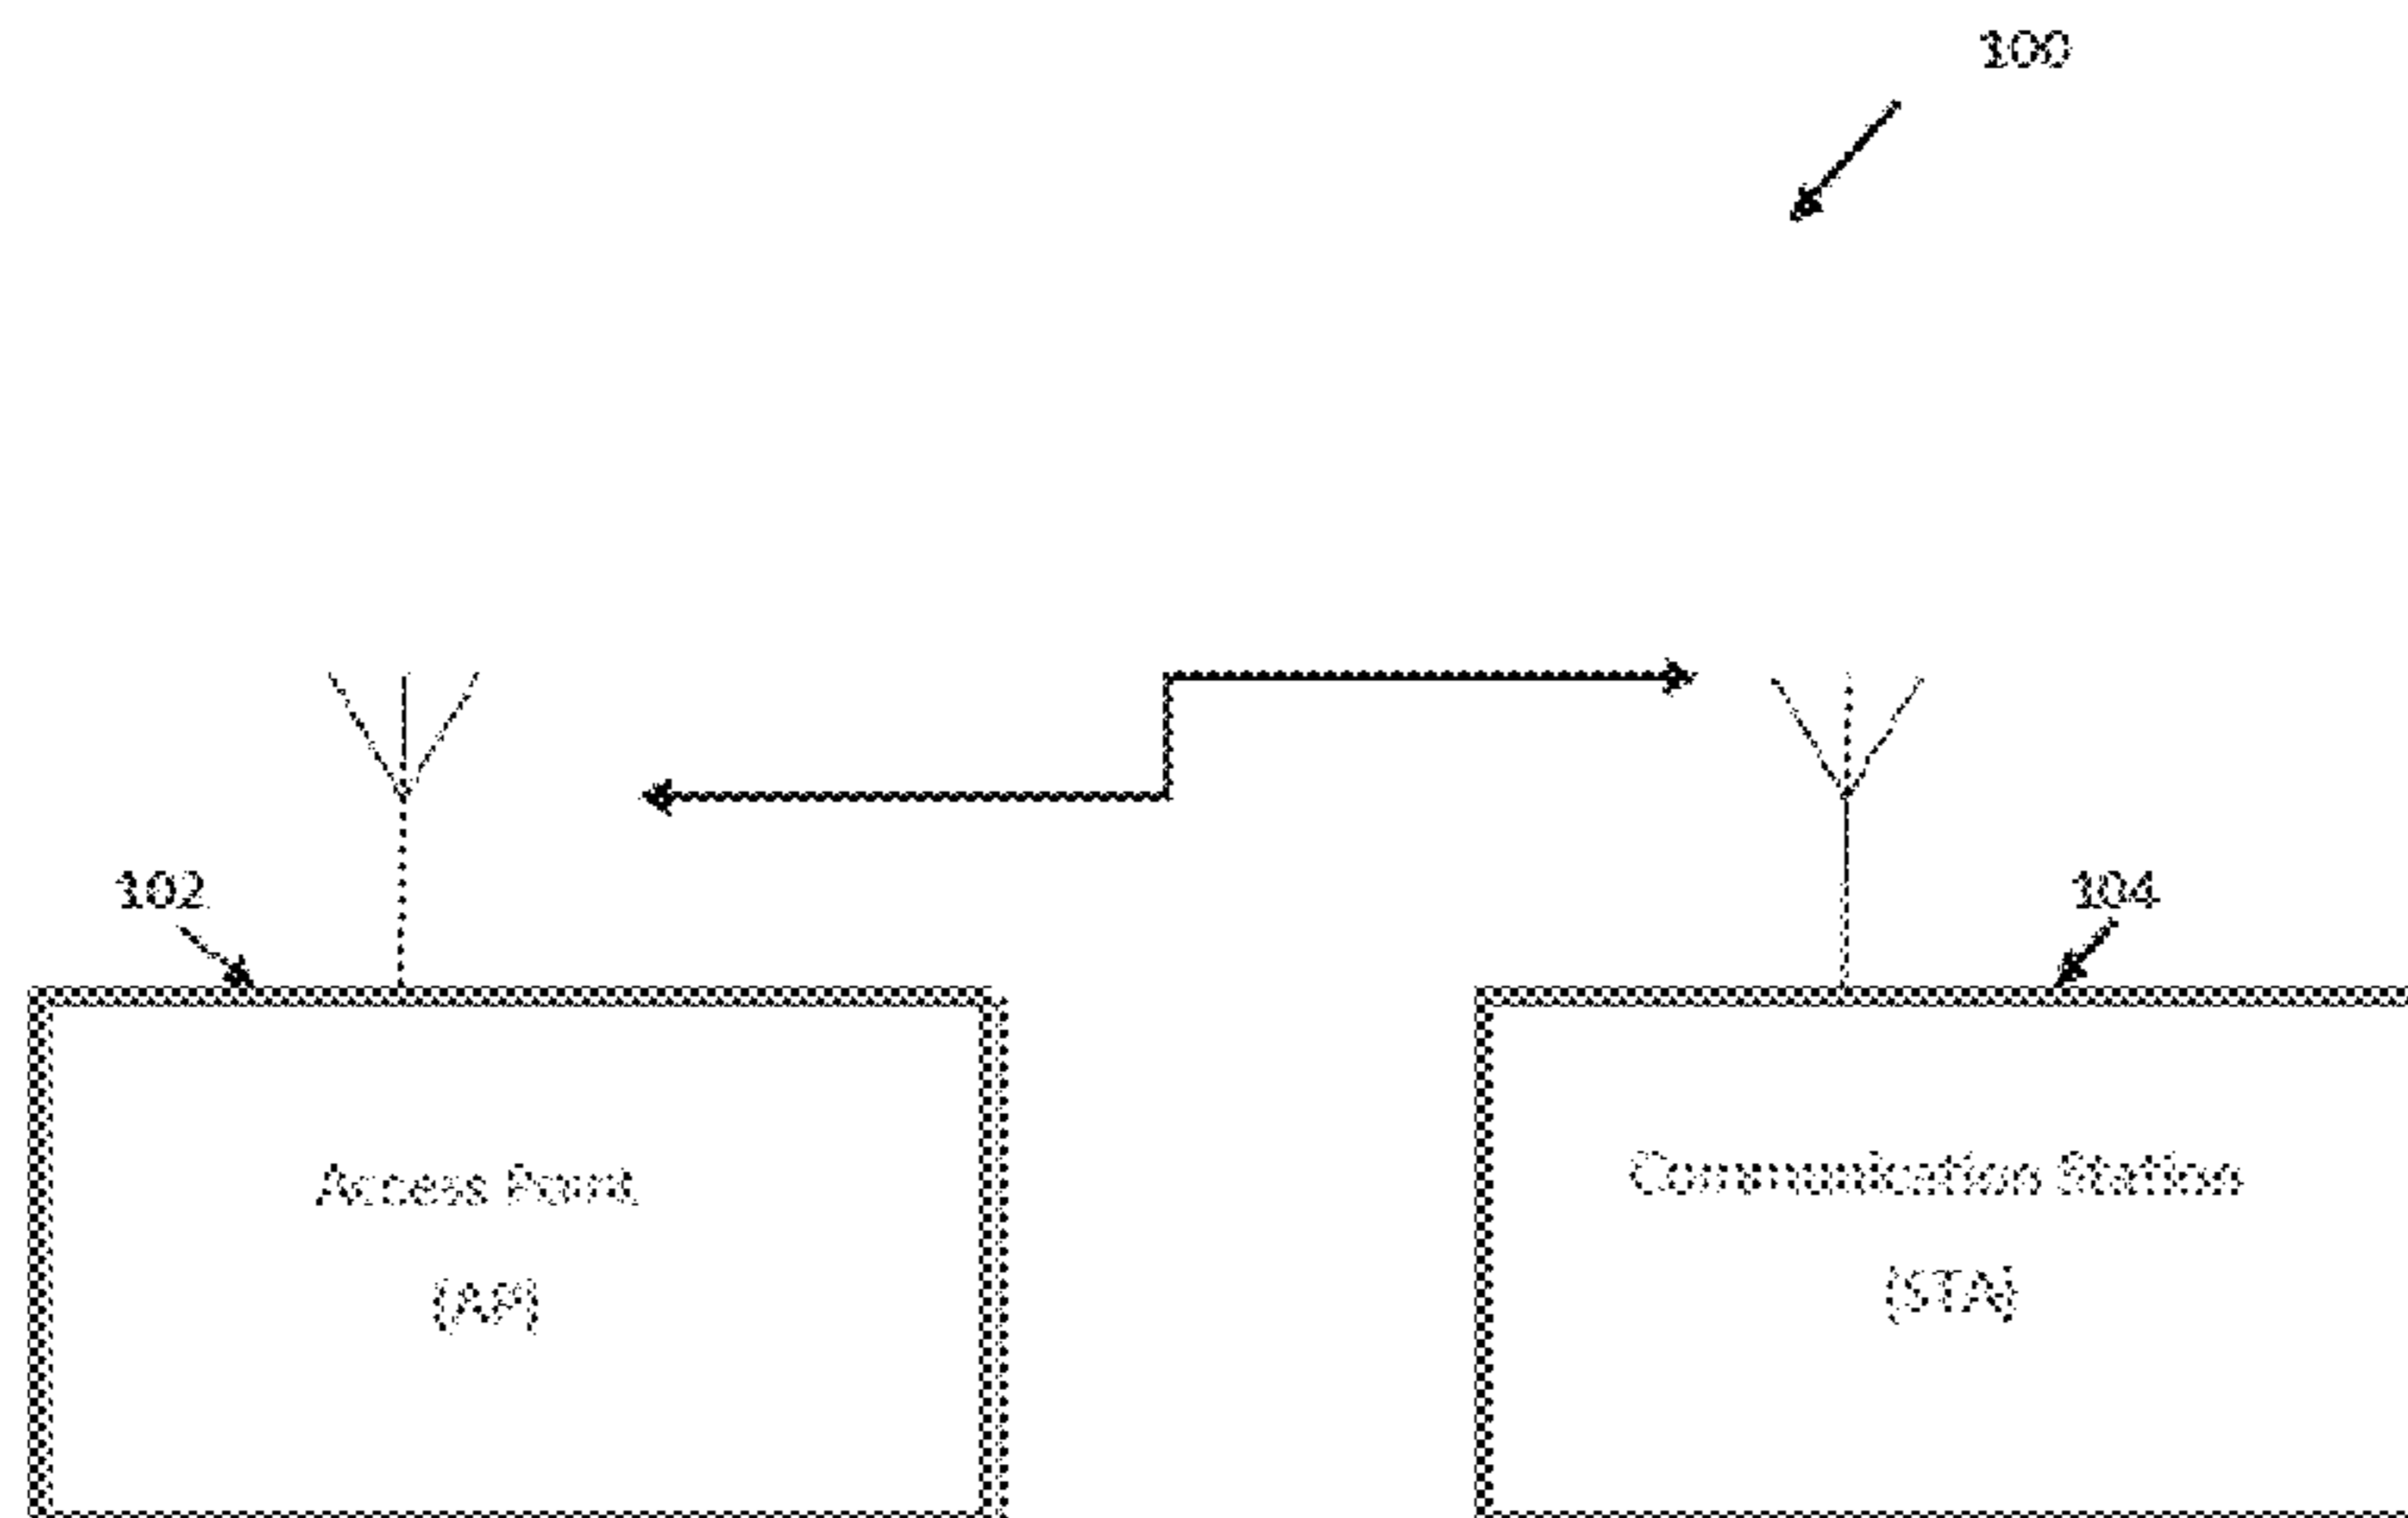 100
102
104
Access Point
(AP)
Communication Station
(STA)